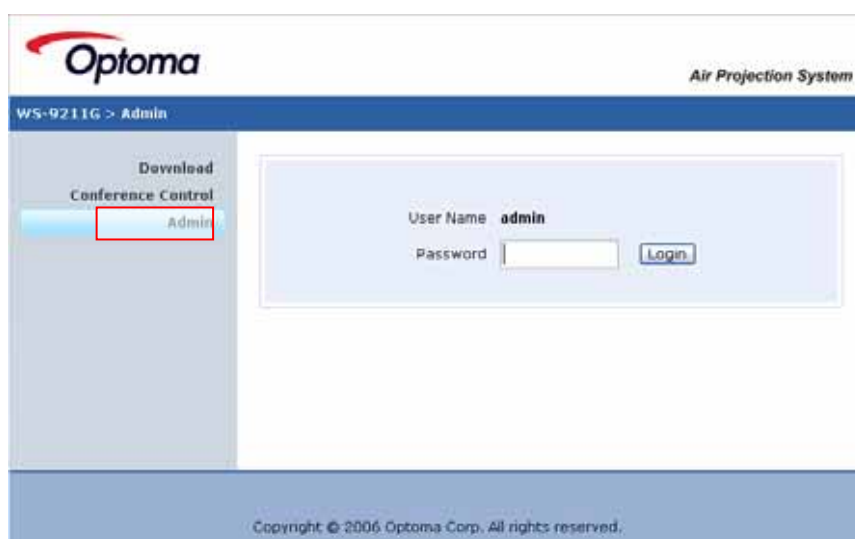 Optoma
Air Projection System
WS-9211G > Admin
Download
Conference Control
Admin
User Name admin
Password Login
Copyright © 2006 Optoma Corp. All rights reserved.